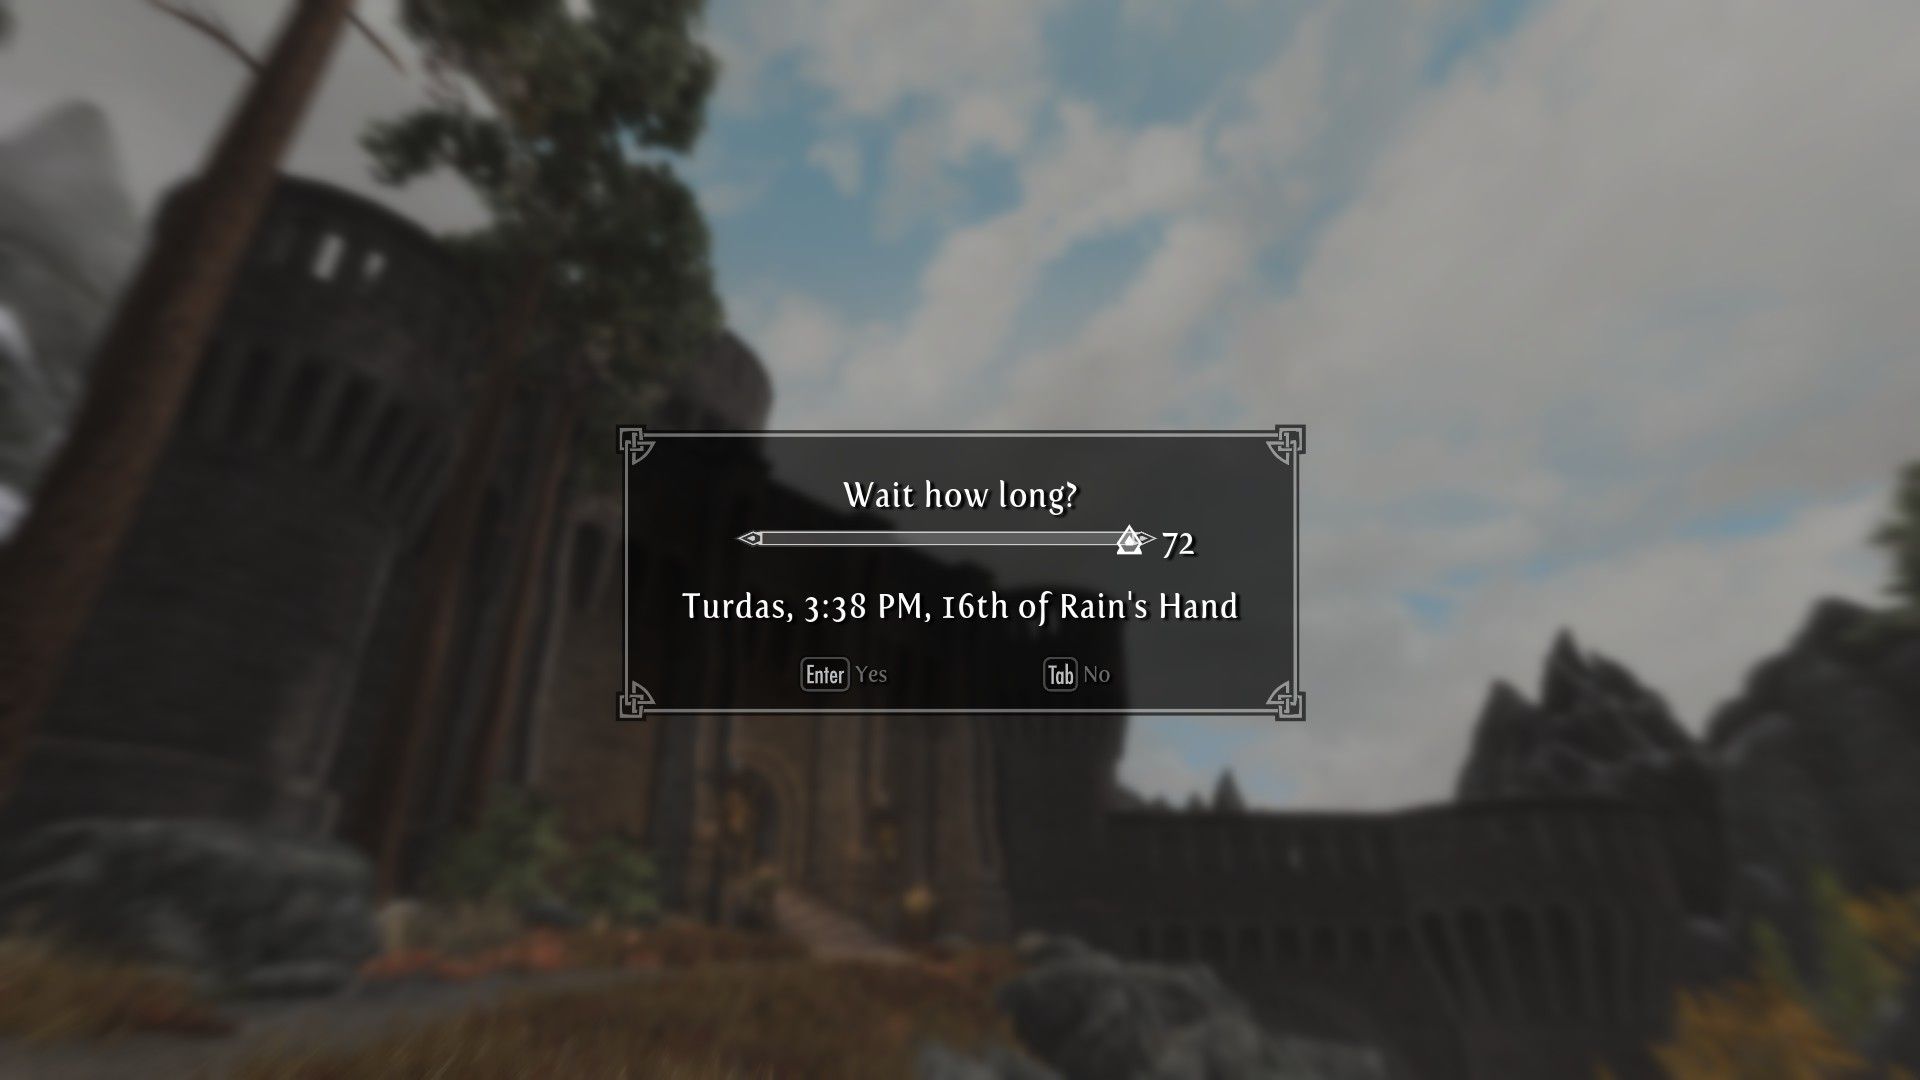 Wait how long?
72
Turdas, 3:38 PM, 16th of Rain's Hand
Enter Yes
Tab No